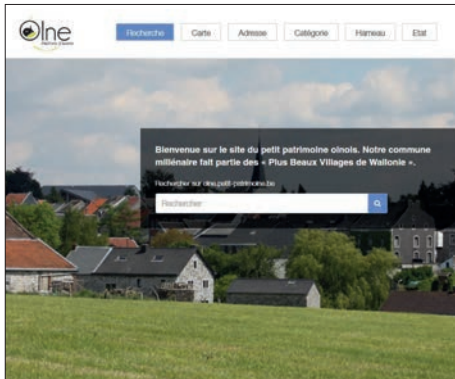 Olne
Recherche Carte Adresse Catégorie Hameau Etat
Bienvenue sur le site du petit patrimoine olnois. Notre commune
millénaire fait partie des « Plus Beaux Villages de Wallonie ».
Rechercher sur olne.petit-patrimoine.be
Rechercher